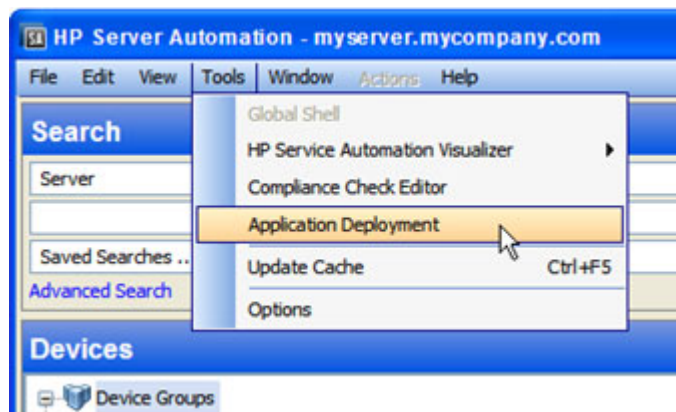 HP Server Automation - myserver.mycompany.com
File Edit View Tools Window Actions Help
Search
Server
Saved Searches ..
Advanced Search
Global Shell
HP Service Automation Visualizer
Compliance Check Editor
Application Deployment
Update Cache Ctrl+F5
Options
Devices
Device Groups